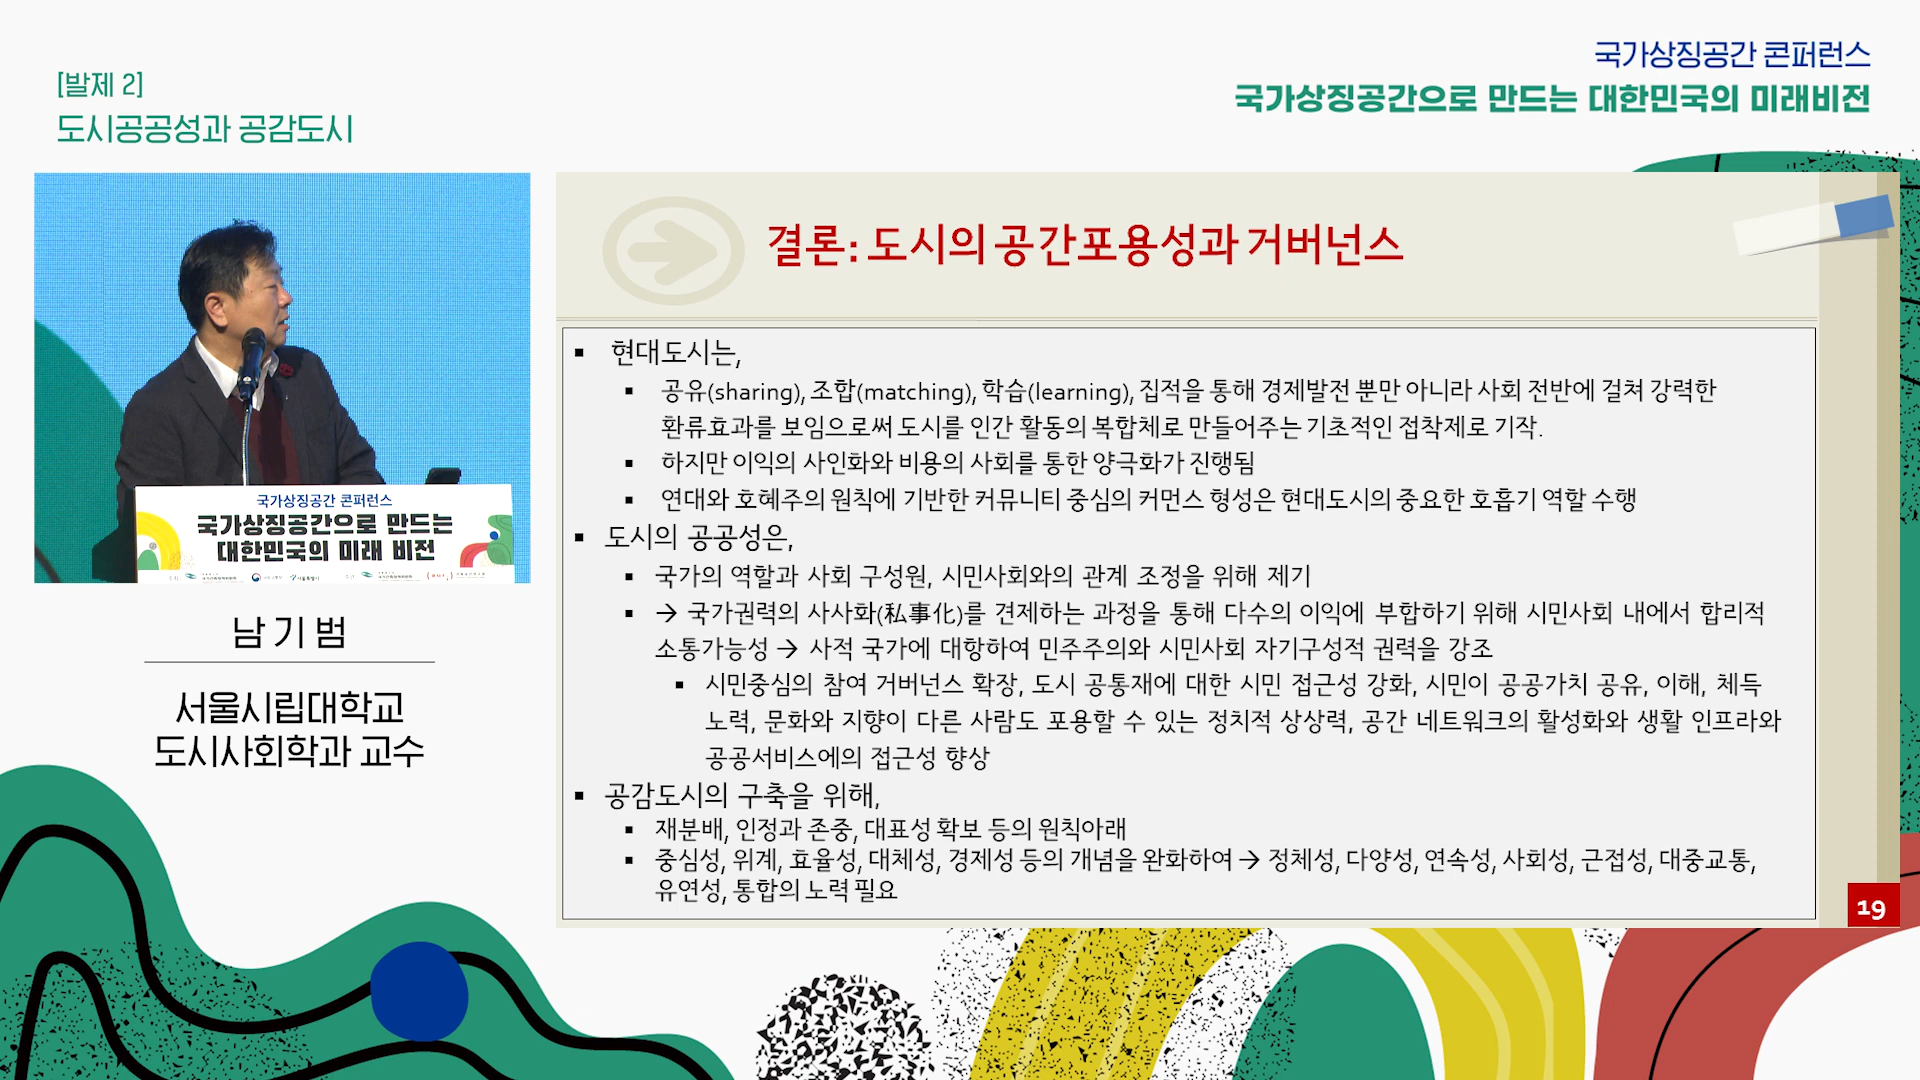 [발제 2]
도시공공성과 공감도시
국가상징공간 콘퍼런스
국가상징공간으로 만드는 대한민국의 미래비전
국가상징공간 콘퍼런스
국가상징공간으로 만드는
대한민국의 미래 비전
남기범
서울시립대학교
도시사회학과 교수
결론: 도시의 공간포용성과 거버넌스
▪ 현대도시는,
▪ 공유(sharing), 조합(matching), 학습(learning), 집적을 통해 경제발전 뿐만 아니라 사회 전반에 걸쳐 강력한
환류효과를 보임으로써 도시를 인간 활동의 복합체로 만들어주는 기초적인 접착제로 기작.
▪ 하지만 이익의 사인화와 비용의 사회를 통한 양극화가 진행됨
▪ 연대와 호혜주의 원칙에 기반한 커뮤니티 중심의 커먼스 형성은 현대도시의 중요한 호흡기 역할 수행
▪ 도시의 공공성은,
▪ 국가의 역할과 사회 구성원, 시민사회와의 관계 조정을 위해 제기
▪ → 국가권력의 사사화(私事化)를 견제하는 과정을 통해 다수의 이익에 부합하기 위해 시민사회 내에서 합리적
소통가능성 → 사적 국가에 대항하여 민주주의와 시민사회 자기구성적 권력을 강조
▪ 시민중심의 참여 거버넌스 확장, 도시 공통재에 대한 시민 접근성 강화, 시민이 공공가치 공유, 이해, 체득
노력, 문화와 지향이 다른 사람도 포용할 수 있는 정치적 상상력, 공간 네트워크의 활성화와 생활 인프라와
공공서비스에의 접근성 향상
▪ 공감도시의 구축을 위해,
▪ 재분배, 인정과 존중, 대표성 확보 등의 원칙아래
▪ 중심성, 위계, 효율성, 대체성, 경제성 등의 개념을 완화하여 → 정체성, 다양성, 연속성, 사회성, 근접성, 대중교통,
유연성, 통합의 노력 필요
19